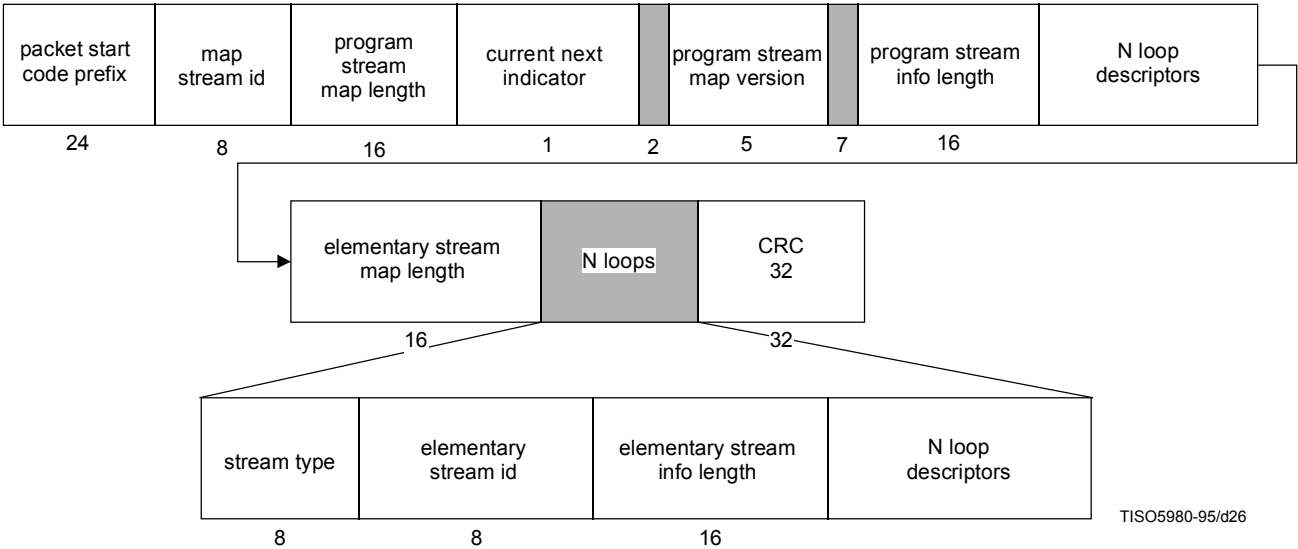 packet start
code prefix
map
stream id
program
stream
map length
current next
indicator
program stream
map version
program stream
info length
N loop
descriptors
24
8
16
1
2
5
7
16
elementary stream
map length
N loops
CRC
32
16
32
stream type
elementary
stream id
elementary stream
info length
N loop
descriptors
8
8
16
TISO5980-95/d26